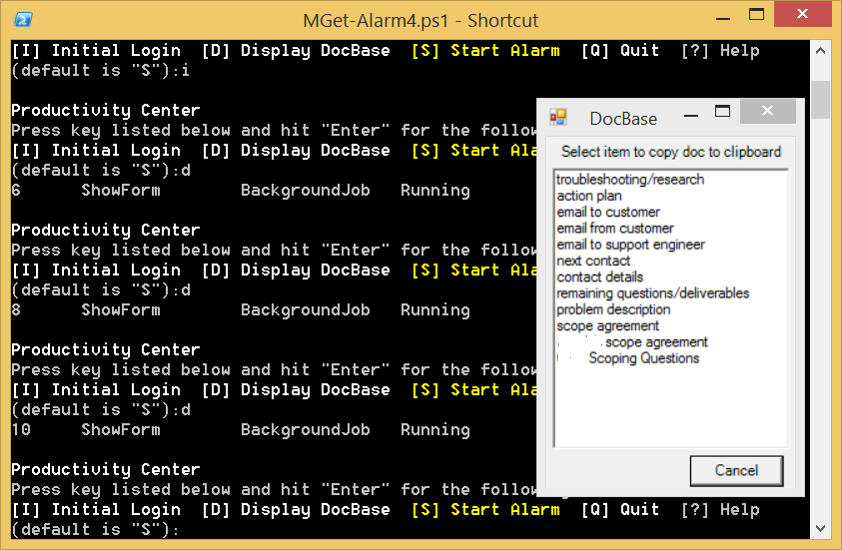 MGet-Alarm4.ps1 - Shortcut
[I] Initial Login [D] Display DocBase [S] Start Alarm [Q] Quit [?] Help
(default is "S"):i
Productivity Center
Press key listed below and hit "Enter" for the
[I] Initial Login [D] Display DocBase [S] Start
(default is "S"):d
6 ShowForm BackgroundJob Running
Productivity Center
Press key listed below and hit "Enter" for the
[I] Initial Login [D] Display DocBase [S] Start
(default is "S"):d
8 ShowForm BackgroundJob Running
Productivity Center
Press key listed below and hit "Enter" for the
[I] Initial Login [D] Display DocBase [S] Start
(default is "S"):d
10 ShowForm BackgroundJob Running
Productivity Center
Press key listed below and hit "Enter" for the
[I] Initial Login [D] Display DocBase [S] Start Alarm [Q] Quit [?] Help
(default is "S"):
DocBase
Select item to copy doc to clipboard
troubleshooting/research
action plan
email to customer
email from customer
email to support engineer
next contact
contact details
remaining questions/deliverables
problem description
scope agreement
scope agreement
Scoping Questions
Cancel